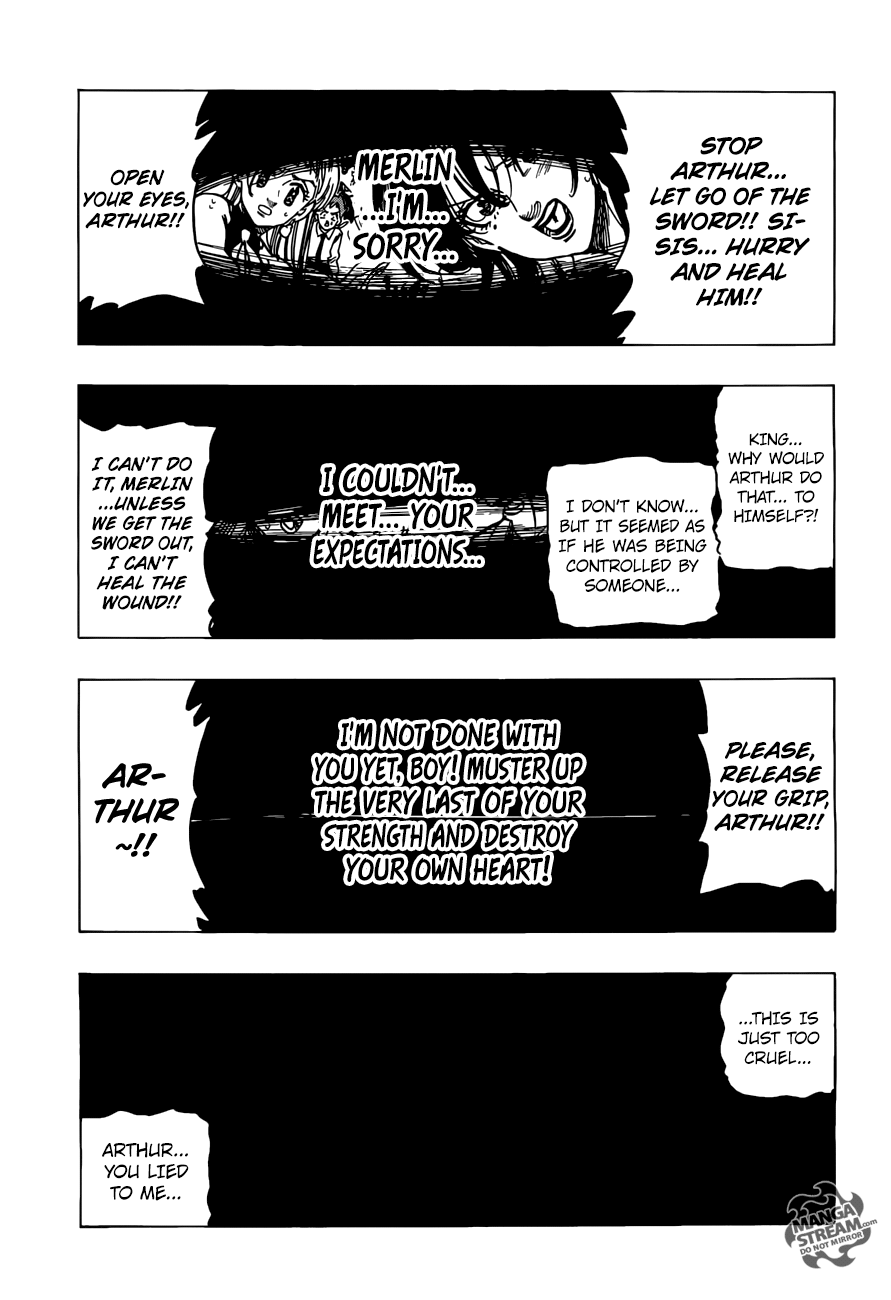 STOP
ARTHUR...
LET GO OF THE
SWORD!! SI-
SIS... HURRY
AND HEAL
HIM!!
MERLIN
...I'M...
SORRY...
OPEN
YOUR EYES,
ARTHUR!!
KING...
WHY WOULD
ARTHUR DO
THAT... TO
HIMSELF?!
I DON'T KNOW...
BUT IT SEEMED AS
IF HE WAS BEING
CONTROLLED BY
SOMEONE...
I COULDN'T...
MEET... YOUR
EXPECTATIONS...
I CAN'T DO
IT, MERLIN
...UNLESS
WE GET THE
SWORD OUT,
I CAN'T
HEAL THE
WOUND!!
PLEASE,
RELEASE
YOUR GRIP,
ARTHUR!!
I'M NOT DONE WITH
YOU YET, BOY! MUSTER UP
THE VERY LAST OF YOUR
STRENGTH AND DESTROY
YOUR OWN HEART!
AR-
THUR
~!!
...THIS IS
JUST TOO
CRUEL...
ARTHUR...
YOU LIED
TO ME...
MANGA
STREAM.com
DO NOT MIRROR